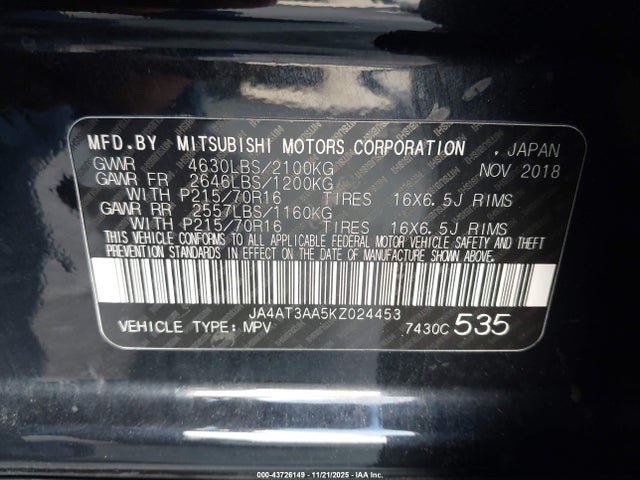 MFD.BY MITSUBISHI MOTORS CORPORATION . JAPAN
GVWR 4630LBS/2100KG NOV 2018
GAWR FR 2646LBS/1200KG
WITH P215/70R16 TIRES 16X6.5J RIMS
GAWR RR 2557LBS/1160KG
WITH P215/70R16 TIRES 16X6.5J RIMS
THIS VEHICLE CONFORMS TO ALL APPLICABLE FEDERAL MOTOR VEHICLE SAFETY AND THEFT
PREVENTION STANDARDS IN EFFECT ON THE DATE OF MANUFACTURE SHOWN ABOVE.
JA4AT3AA5KZ024453
VEHICLE TYPE: MPV 7430C 535
000-43726149 - 11/21/2025 - IAA Inc.